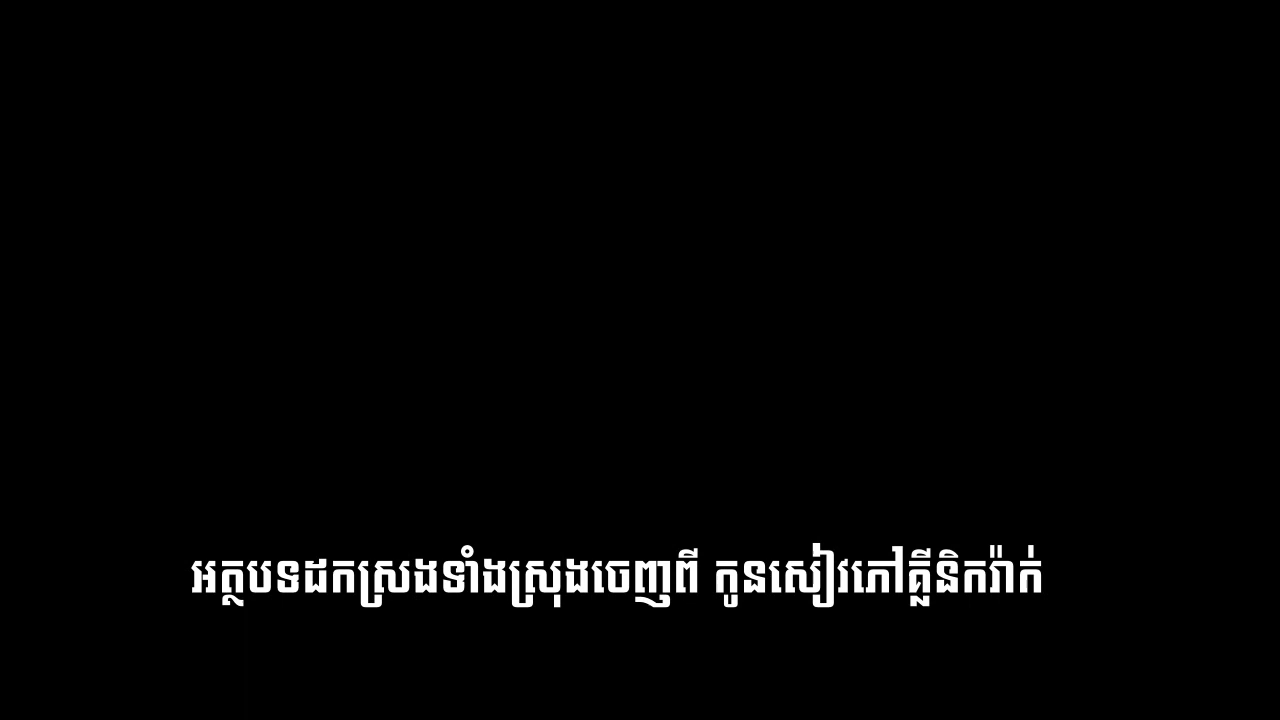 អត្ថបទដកស្រងទាំងស្រុងចេញពី កូនសៀវភៅគ្លីនិករ៉ាក់